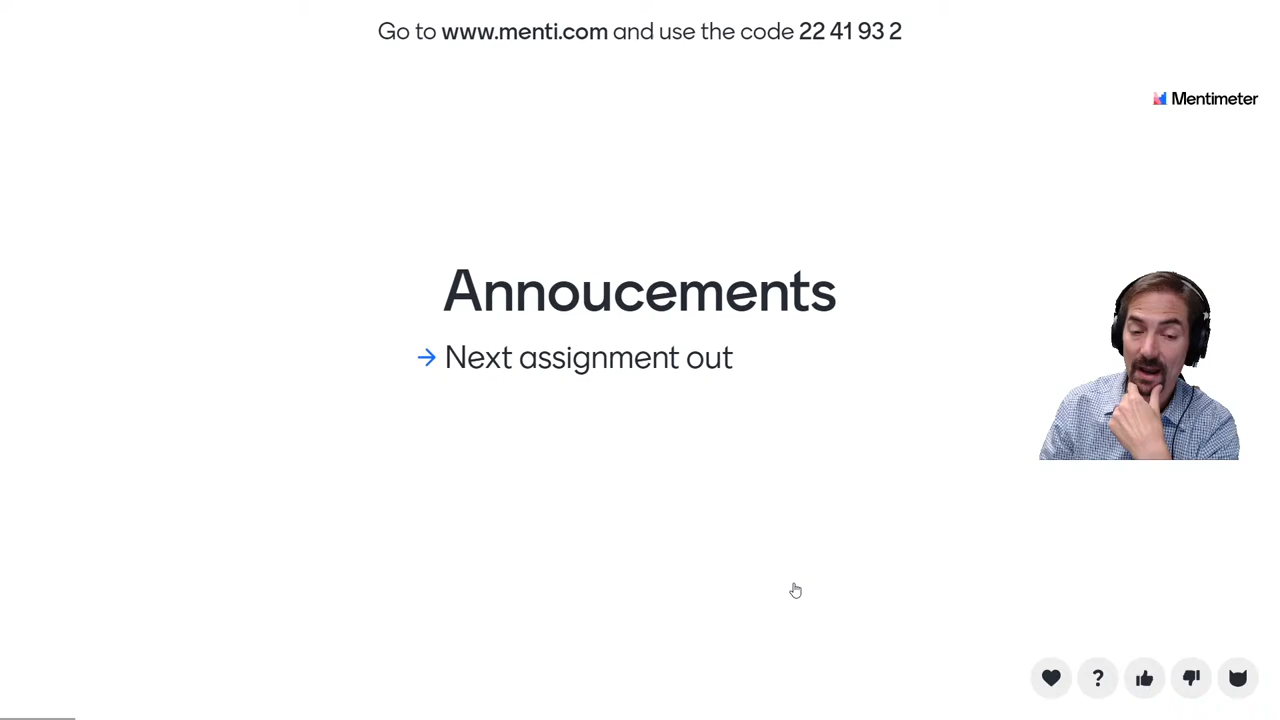 Go to www.menti.com and use the code 22 41 93 2
Mentimeter
Annoucements
→ Next assignment out
?